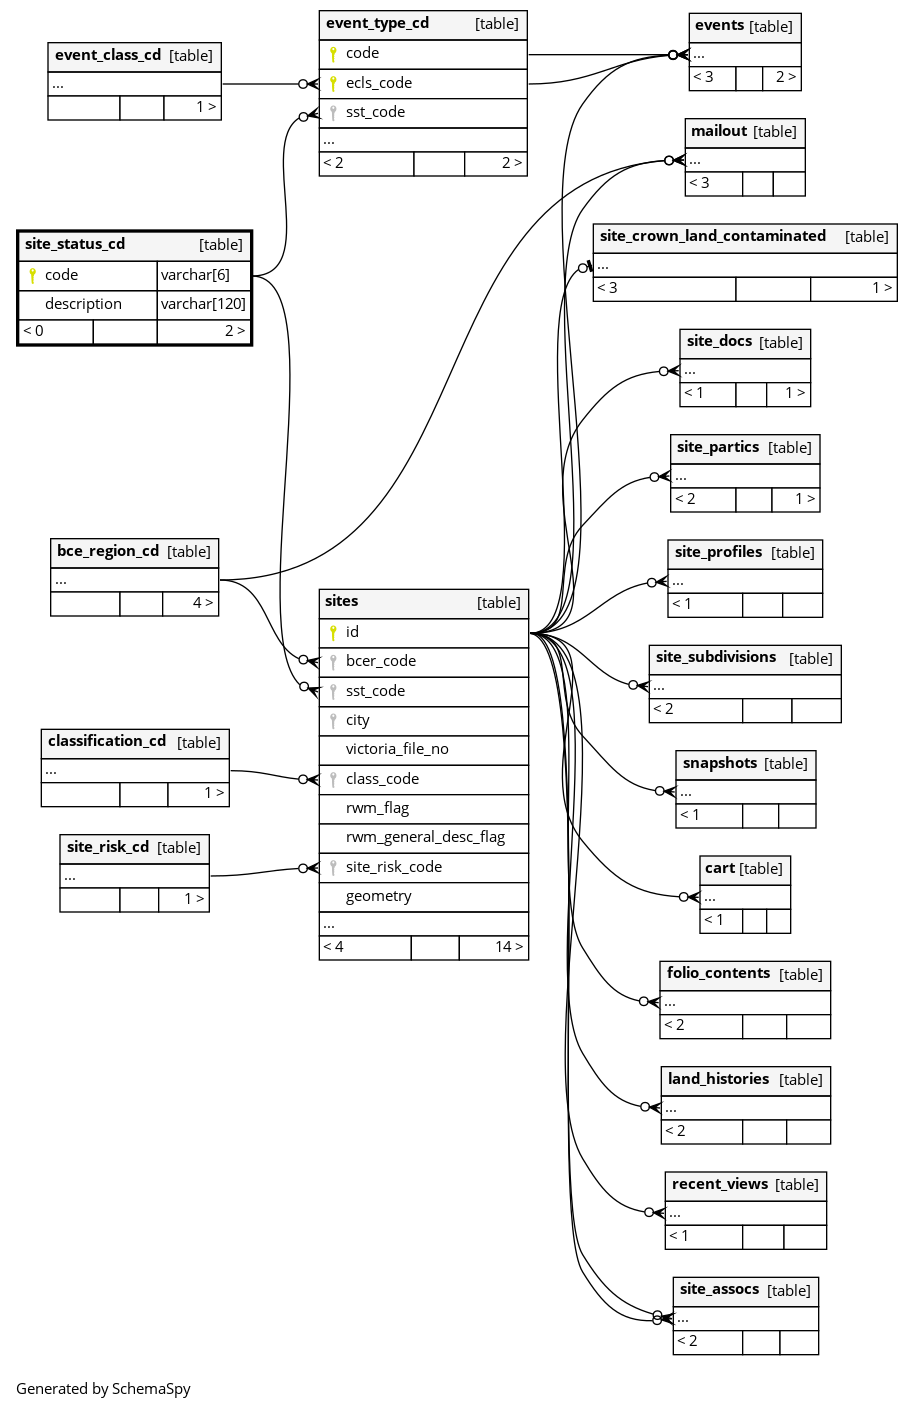 event_class_cd [table]
...
1 >
site_status_cd [table]
code varchar[6]
description varchar[120]
< 0 2 >
bce_region_cd [table]
...
4 >
classification_cd [table]
...
1 >
site_risk_cd [table]
...
1 >
event_type_cd [table]
code
ecls_code
sst_code
...
< 2 2 >
sites [table]
id
bcer_code
sst_code
city
victoria_file_no
class_code
rwm_flag
rwm_general_desc_flag
site_risk_code
geometry
...
< 4 14 >
events [table]
...
< 3 2 >
mailout [table]
...
< 3
site_crown_land_contaminated [table]
...
< 3 1 >
site_docs [table]
...
< 1 1 >
site_partics [table]
...
< 2 1 >
site_profiles [table]
...
< 1
site_subdivisions [table]
...
< 2
snapshots [table]
...
< 1
cart [table]
...
< 1
folio_contents [table]
...
< 2
land_histories [table]
...
< 2
recent_views [table]
...
< 1
site_assocs [table]
...
< 2
Generated by SchemaSpy